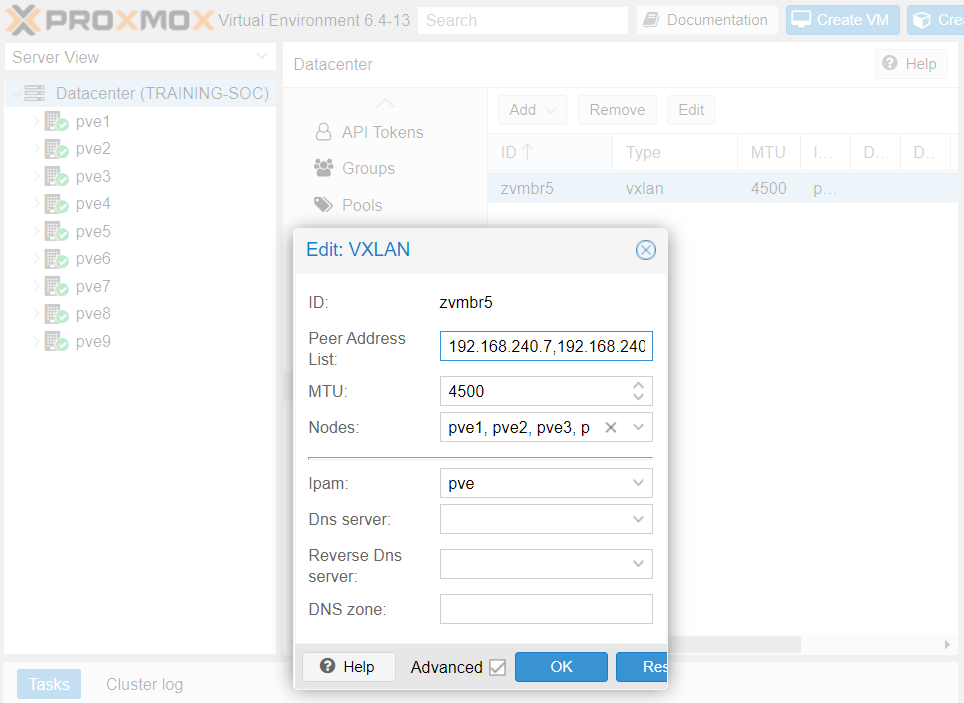 PROXMOX Virtual Environment 6.4-13 Search Documentation Create VM Cre
Server View
Datacenter
Help
Datacenter (TRAINING-SOC)
pve1
pve2
pve3
pve4
pve5
pve6
pve7
pve8
pve9
API Tokens
Groups
Pools
Add Remove Edit
ID Type MTU I... D.. D..
zvmbr5 vxlan 4500 p...
Edit: VXLAN
ID: zvmbr5
Peer Address
List:
192.168.240.7,192.168.240
MTU: 4500
Nodes: pve1, pve2, pve3, p
Ipam: pve
Dns server:
Reverse Dns
server:
DNS zone:
Help Advanced OK Res
Tasks Cluster log